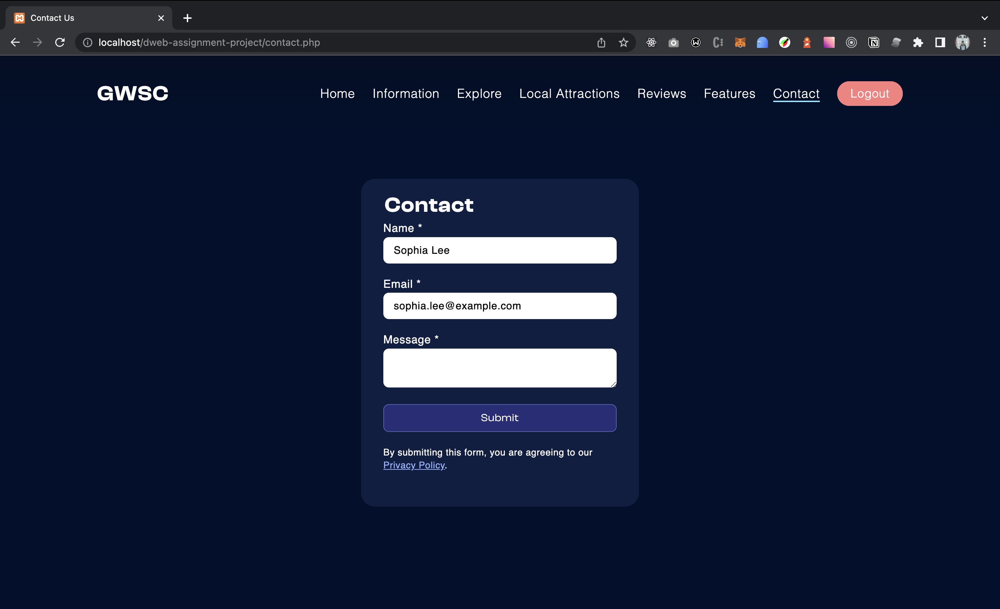 Contact Us
localhost/dweb-assignment-project/contact.php
GWSC
Home Information Explore Local Attractions Reviews Features Contact Logout
Contact
Name *
Sophia Lee
Email *
sophia.lee@example.com
Message *
Submit
By submitting this form, you are agreeing to our
Privacy Policy.